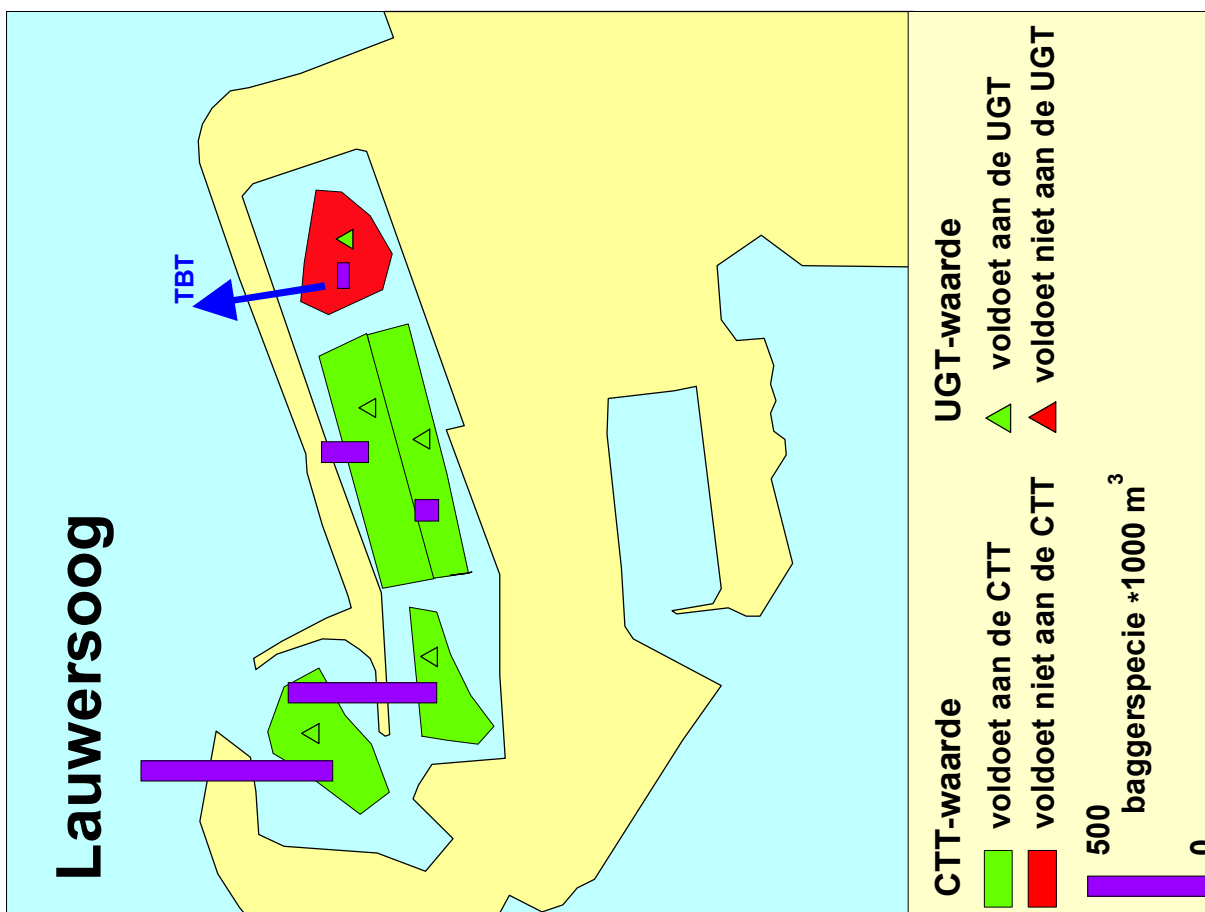 Lauwersoog
TBT
CTT-waarde
voldoet aan de CTT
voldoet niet aan de CTT
UGT-waarde
voldoet aan de UGT
voldoet niet aan de UGT
500
baggerspecie *1000 m³
0